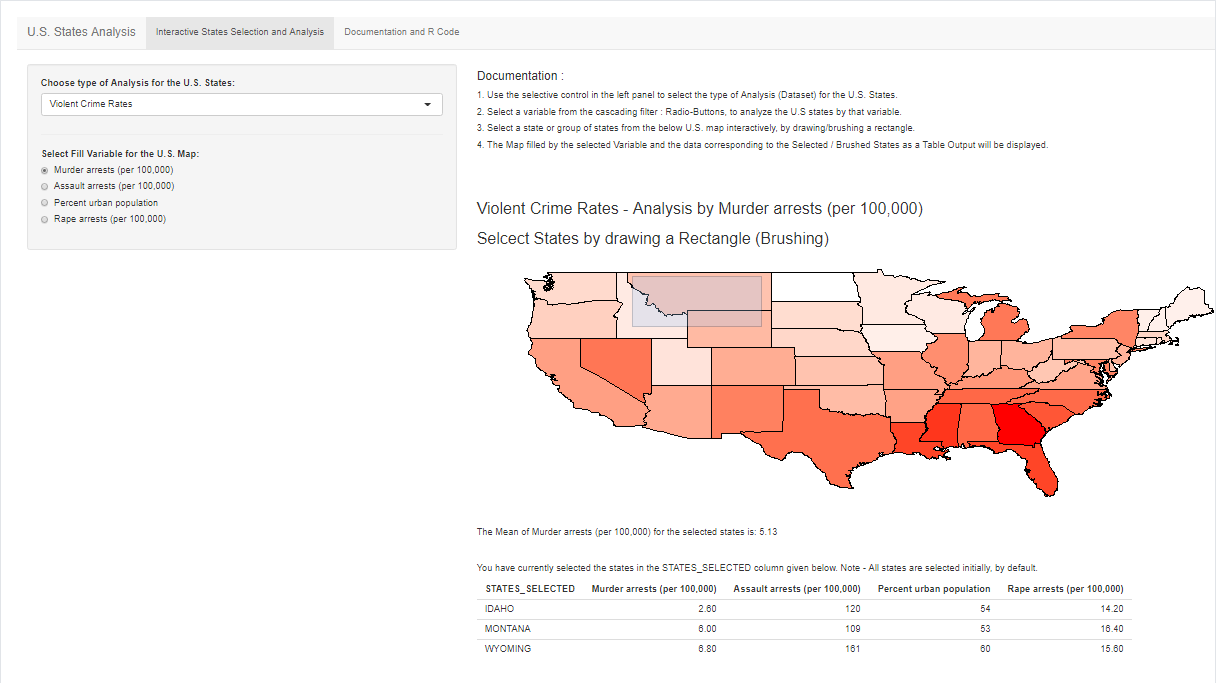 U.S. States Analysis Interactive States Selection and Analysis Documentation and R Code
Choose type of Analysis for the U.S. States:
Violent Crime Rates
Select Fill Variable for the U.S. Map:
Murder arrests (per 100,000)
Assault arrests (per 100,000)
Percent urban population
Rape arrests (per 100,000)
Documentation :
1. Use the selective control in the left panel to select the type of Analysis (Dataset) for the U.S. States.
2. Select a variable from the cascading filter : Radio-Buttons, to analyze the U.S states by that variable.
3. Select a state or group of states from the below U.S. map interactively, by drawing/brushing a rectangle.
4. The Map filled by the selected Variable and the data corresponding to the Selected / Brushed States as a Table Output will be displayed.
Violent Crime Rates - Analysis by Murder arrests (per 100,000)
Selcect States by drawing a Rectangle (Brushing)
The Mean of Murder arrests (per 100,000) for the selected states is: 5.13
You have currently selected the states in the STATES_SELECTED column given below. Note - All states are selected initially, by default.
STATES_SELECTED Murder arrests (per 100,000) Assault arrests (per 100,000) Percent urban population Rape arrests (per 100,000)
IDAHO 2.60 120 54 14.20
MONTANA 6.00 109 53 16.40
WYOMING 6.80 161 60 15.60